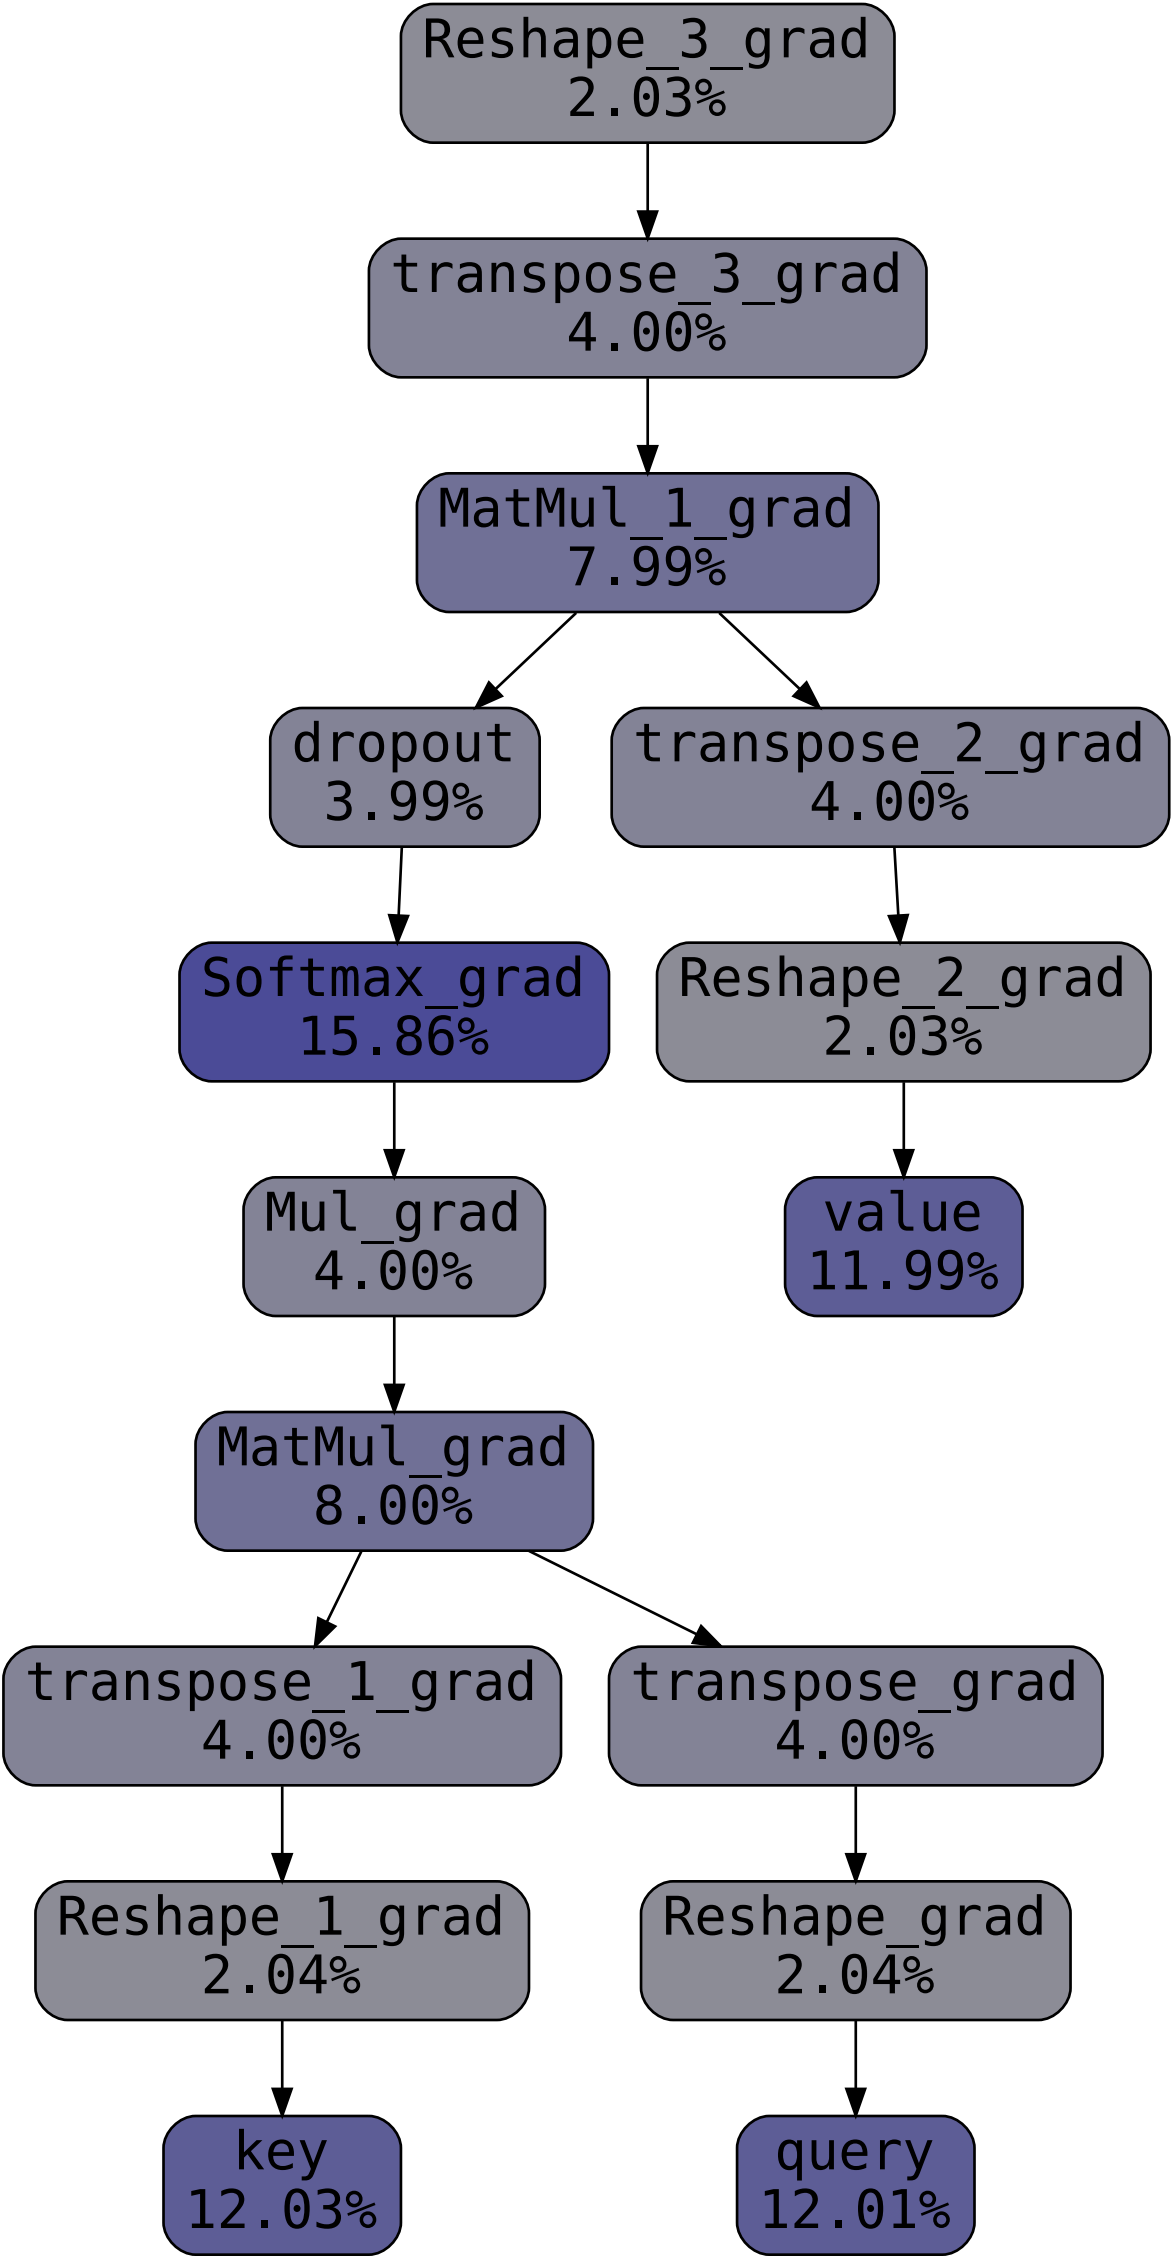 Reshape_3_grad
2.03%
transpose_3_grad
4.00%
MatMul_1_grad
7.99%
dropout
3.99%
transpose_2_grad
4.00%
Softmax_grad
15.86%
Reshape_2_grad
2.03%
Mul_grad
4.00%
value
11.99%
MatMul_grad
8.00%
transpose_1_grad
4.00%
transpose_grad
4.00%
Reshape_1_grad
2.04%
Reshape_grad
2.04%
key
12.03%
query
12.01%